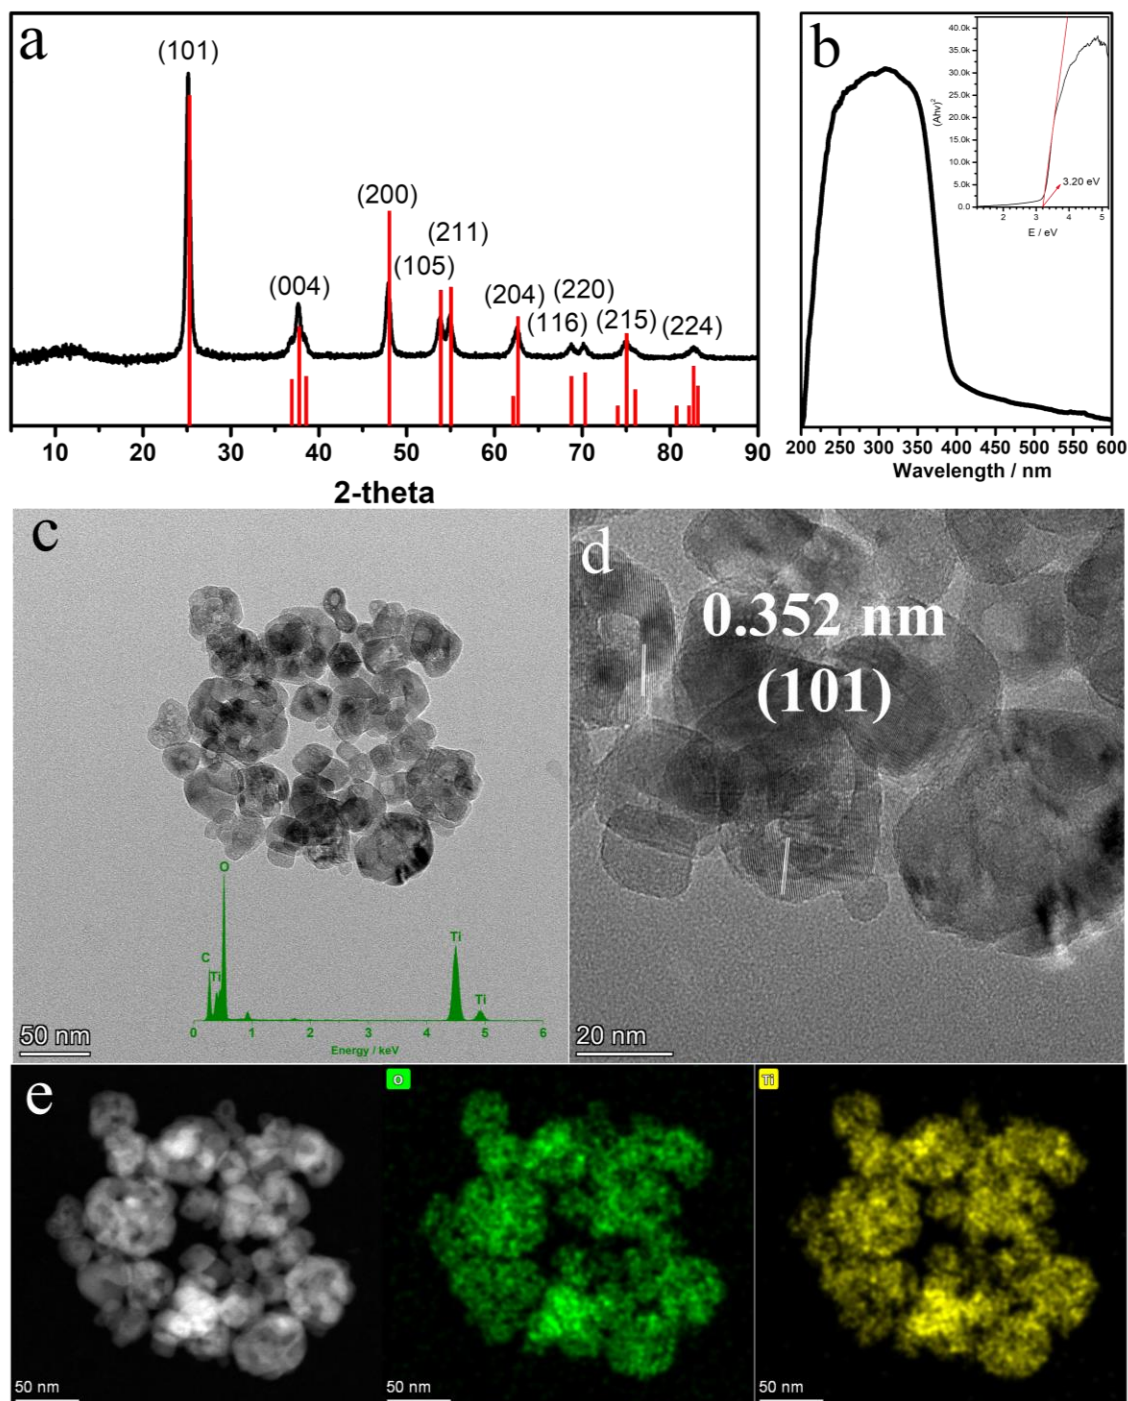 a
(101)
(004)
(200)
(105)
(211)
(204)
(116)
(220)
(215)
(224)
10 20 30 40 50 60 70 80 90
2-theta
b
40.0k
35.0k
30.0k
25.0k
20.0k
15.0k
10.0k
5.0k
0.0
(Ahv)²
3.20 eV
2 3 4 5
E / eV
200 250 300 350 400 450 500 550 600
Wavelength / nm
c
O
C
Ti
Ti
Ti
0 1 2 3 4 5 6
Energy / keV
50 nm
d
0.352 nm
(101)
20 nm
e
50 nm
O
50 nm
Ti
50 nm